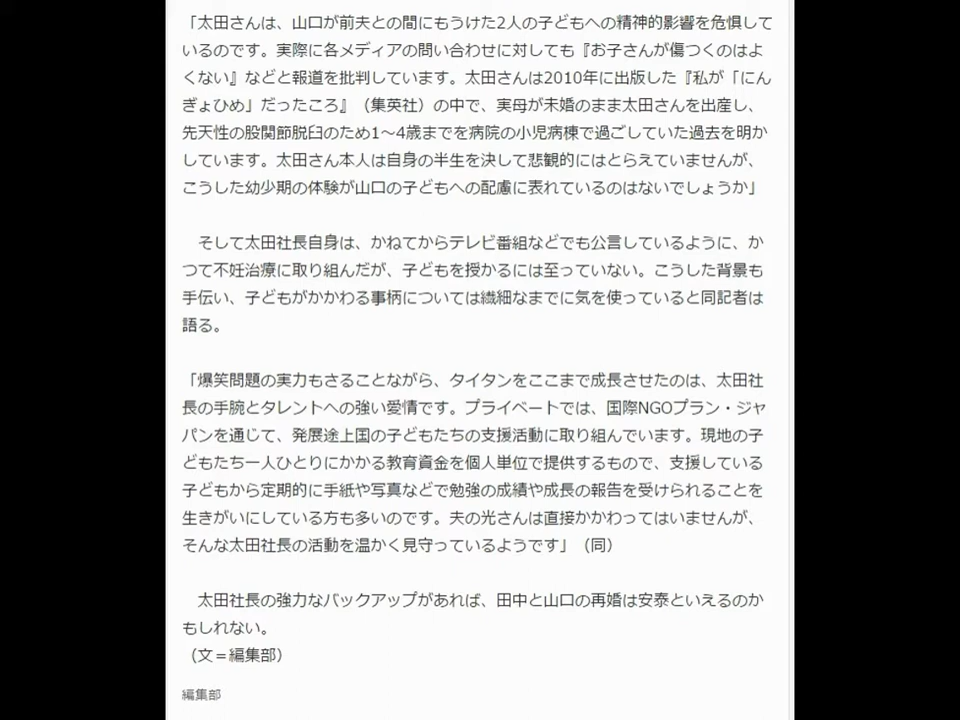 「太田さんは、山口が前夫との間にもうけた2人の子どもへの精神的影響を危惧して
いるのです。実際に各メディアの問い合わせに対しても『お子さんが傷つくのはよ
くない』などと報道を批判しています。太田さんは2010年に出版した『私が「にん
ぎょひめ」だったころ』（集英社）の中で、実母が未婚のまま太田さんを出産し、
先天性の股関節脱臼のため1～4歳までを病院の小児病棟で過ごしていた過去を明か
しています。太田さん本人は自身の半生を決して悲観的にはとらえていませんが、
こうした幼少期の体験が山口の子どもへの配慮に表れているのはないでしょうか」
　そして太田社長自身は、かねてからテレビ番組などでも公言しているように、か
つて不妊治療に取り組んだが、子どもを授かるには至っていない。こうした背景も
手伝い、子どもがかかわる事柄については繊細なまでに気を使っていると同記者は
語る。
「爆笑問題の実力もさることながら、タイタンをここまで成長させたのは、太田社
長の手腕とタレントへの強い愛情です。プライベートでは、国際NGOプラン・ジャ
パンを通じて、発展途上国の子どもたちの支援活動に取り組んでいます。現地の子
どもたち一人ひとりにかかる教育資金を個人単位で提供するもので、支援している
子どもから定期的に手紙や写真などで勉強の成績や成長の報告を受けられることを
生きがいにしている方も多いのです。夫の光さんは直接かかわってはいませんが、
そんな太田社長の活動を温かく見守っているようです」（同）
　太田社長の強力なバックアップがあれば、田中と山口の再婚は安泰といえるのか
もしれない。
（文＝編集部）
編集部